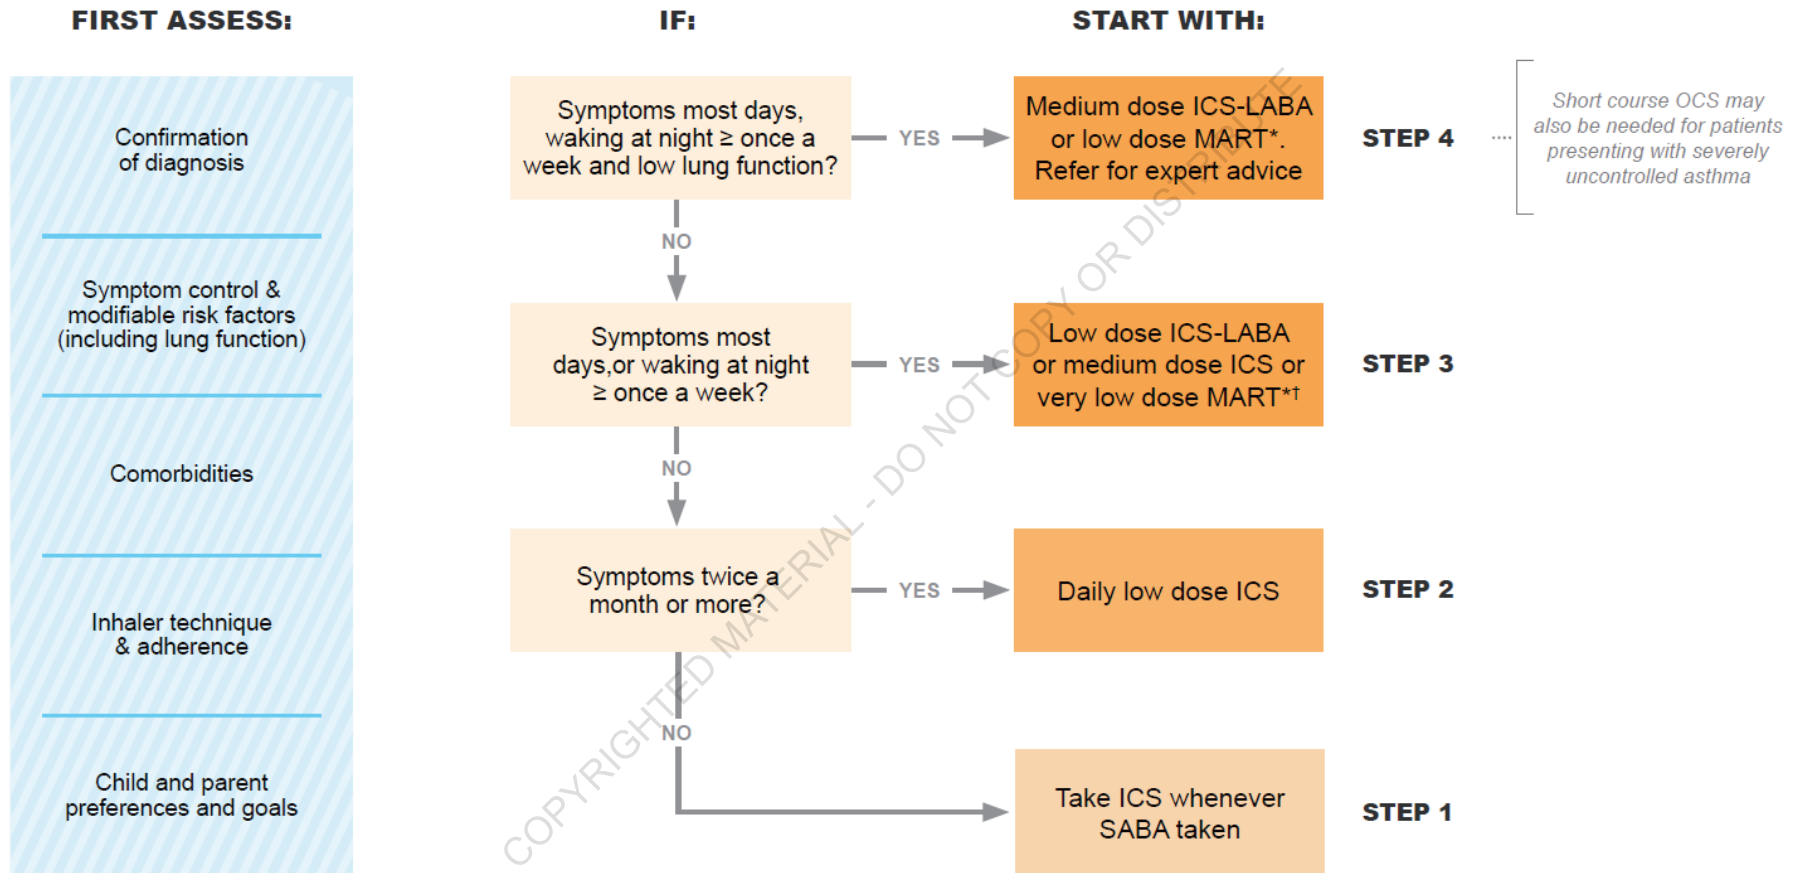 FIRST ASSESS:
IF:
START WITH:
Confirmation
of diagnosis
Symptom control &
modifiable risk factors
(including lung function)
Comorbidities
Inhaler technique
& adherence
Child and parent
preferences and goals
Symptoms most days,
waking at night ≥ once a
week and low lung function?
YES
Medium dose ICS-LABA
or low dose MART*.
Refer for expert advice
STEP 4
Short course OCS may
also be needed for patients
presenting with severely
uncontrolled asthma
NO
Symptoms most
days,or waking at night
≥ once a week?
YES
Low dose ICS-LABA
or medium dose ICS or
very low dose MART*†
STEP 3
NO
Symptoms twice a
month or more?
YES
Daily low dose ICS
STEP 2
NO
Take ICS whenever
SABA taken
STEP 1
COPYRIGHTED MATERIAL - DO NOT COPY OR DISTRIBUTE